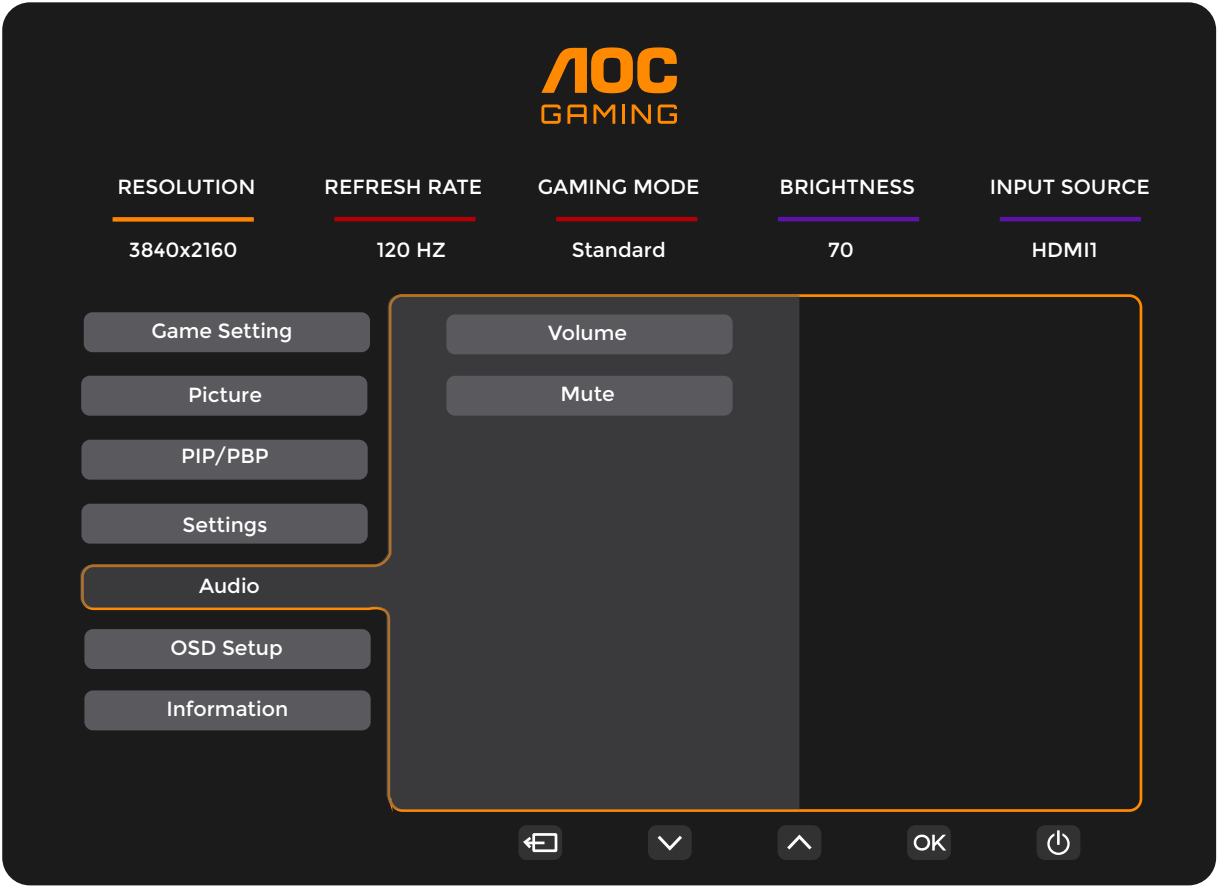 AOC
GAMING
RESOLUTION REFRESH RATE GAMING MODE BRIGHTNESS INPUT SOURCE
3840x2160 120 HZ Standard 70 HDMI1
Game Setting
Picture
PIP/PBP
Settings
Audio
OSD Setup
Information
Volume
Mute
OK